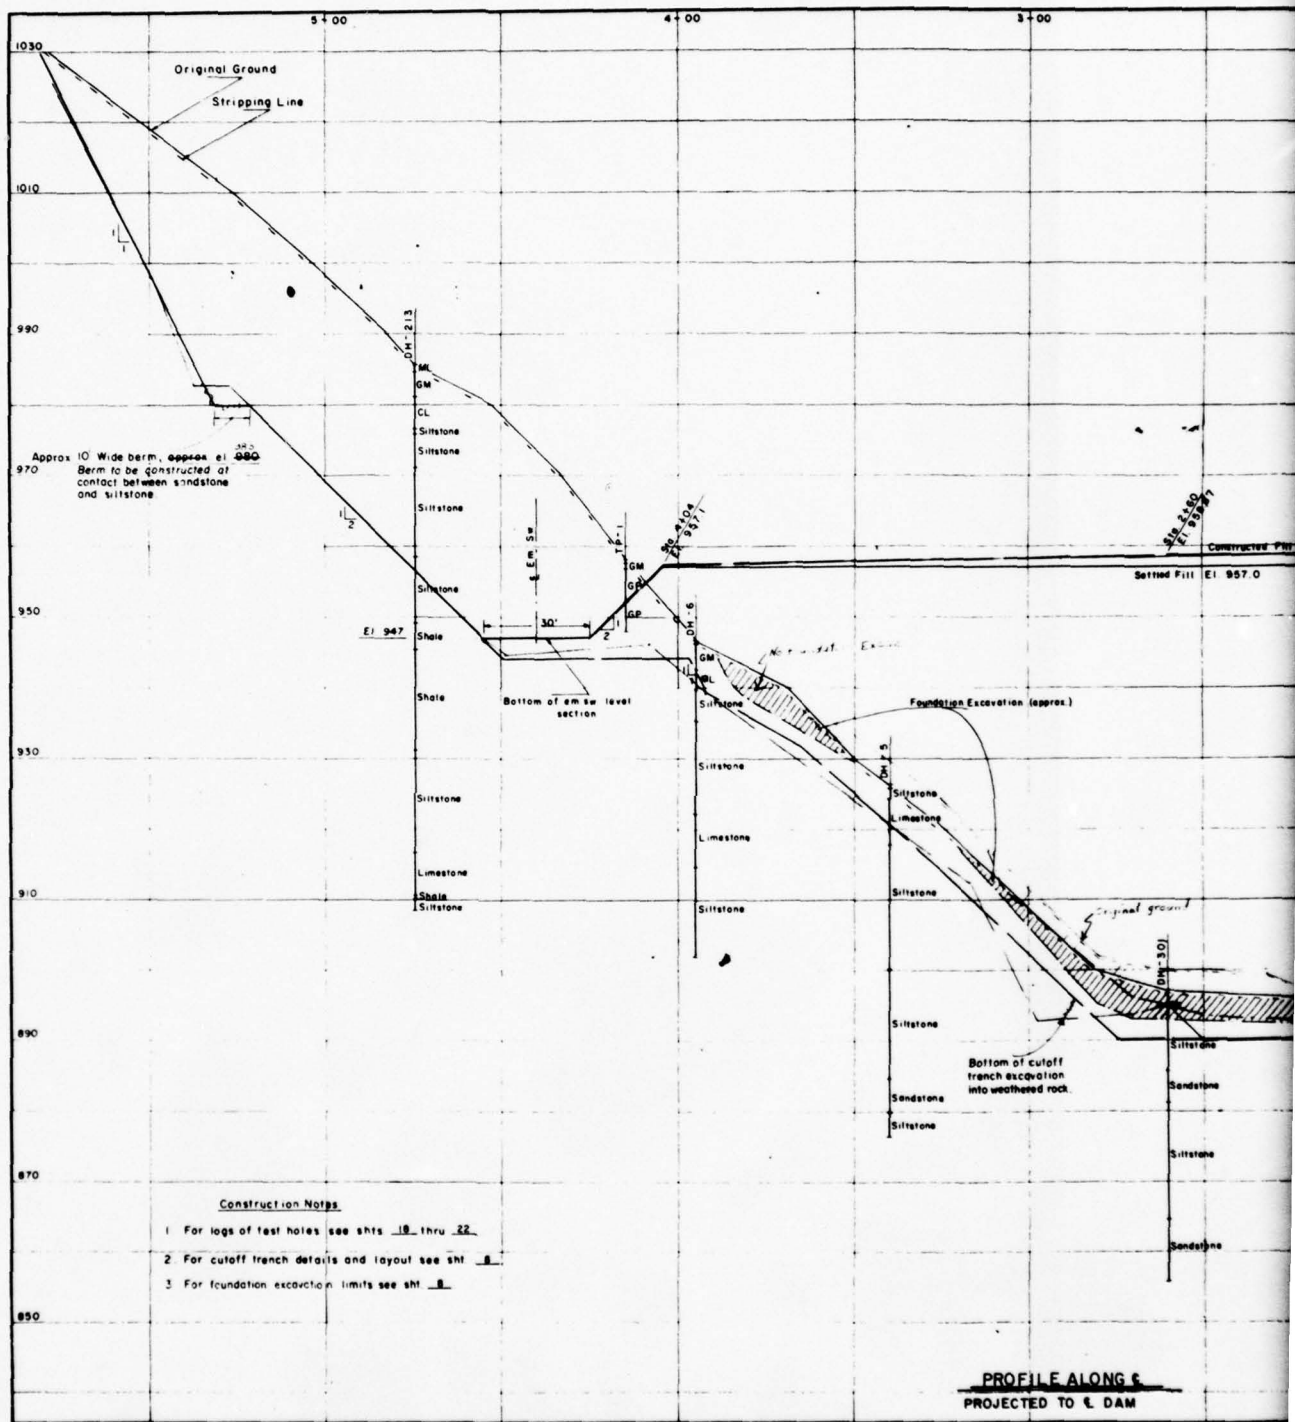 5+00 4+00 3+00
1030
Original Ground
Stripping Line
1010
1
1
990
DH-213
ML
GM
CL
Siltstone
Siltstone
Approx 10' Wide berm, approx el. 980
Berm to be constructed at
contact between sandstone
and siltstone.
970
Siltstone
1
2
℄ Em Sw
TP-1
Sta 4+04
El. 957.1
Sta 2+60
Constructed Fill
Settled Fill El. 957.0
GM
GP
GP
Siltstone
950
30'
2
1
DH-6
El 947
Shale
GM
Shale
Bottom of em sw level
section
Siltstone
Foundation Excavation (approx.)
930
Siltstone
DH-5
Siltstone
Siltstone
Limestone
Limestone
Limestone
910
Shale
Siltstone
Siltstone
Siltstone
Original ground
DH-301
890
Siltstone
Siltstone
Bottom of cutoff
trench excavation
into weathered rock.
Sandstone
Sandstone
Siltstone
Siltstone
870
Sandstone
Construction Notes
1 For logs of test holes see shts 18 thru 22
2. For cutoff trench details and layout see sht 8
3 For foundation excavation limits see sht. 8
850
PROFILE ALONG ℄
PROJECTED TO ℄ DAM